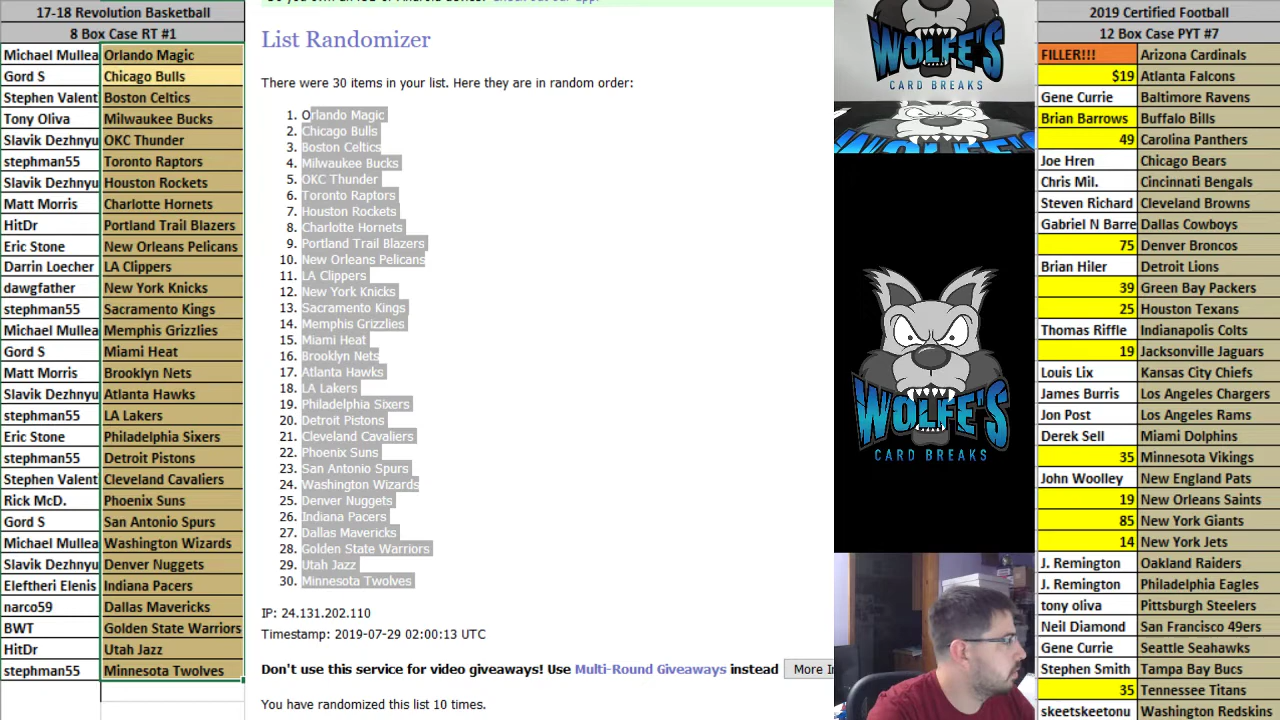 17-18 Revolution Basketball
8 Box Case RT #1
Michael Mullea Orlando Magic
Gord S Chicago Bulls
Stephen Valent Boston Celtics
Tony Oliva Milwaukee Bucks
Slavik Dezhnyu OKC Thunder
stephman55 Toronto Raptors
Slavik Dezhnyu Houston Rockets
Matt Morris Charlotte Hornets
HitDr Portland Trail Blazers
Eric Stone New Orleans Pelicans
Darrin Loecher LA Clippers
dawgfather New York Knicks
stephman55 Sacramento Kings
Michael Mullea Memphis Grizzlies
Gord S Miami Heat
Matt Morris Brooklyn Nets
Slavik Dezhnyu Atlanta Hawks
stephman55 LA Lakers
Eric Stone Philadelphia Sixers
stephman55 Detroit Pistons
Stephen Valent Cleveland Cavaliers
Rick McD. Phoenix Suns
Gord S San Antonio Spurs
Michael Mullea Washington Wizards
Slavik Dezhnyu Denver Nuggets
Eleftheri Elenis Indiana Pacers
narco59 Dallas Mavericks
BWT Golden State Warriors
HitDr Utah Jazz
stephman55 Minnesota Twolves
List Randomizer
There were 30 items in your list. Here they are in random order:
1. Orlando Magic
2. Chicago Bulls
3. Boston Celtics
4. Milwaukee Bucks
5. OKC Thunder
6. Toronto Raptors
7. Houston Rockets
8. Charlotte Hornets
9. Portland Trail Blazers
10. New Orleans Pelicans
11. LA Clippers
12. New York Knicks
13. Sacramento Kings
14. Memphis Grizzlies
15. Miami Heat
16. Brooklyn Nets
17. Atlanta Hawks
18. LA Lakers
19. Philadelphia Sixers
20. Detroit Pistons
21. Cleveland Cavaliers
22. Phoenix Suns
23. San Antonio Spurs
24. Washington Wizards
25. Denver Nuggets
26. Indiana Pacers
27. Dallas Mavericks
28. Golden State Warriors
29. Utah Jazz
30. Minnesota Twolves
IP: 24.131.202.110
Timestamp: 2019-07-29 02:00:13 UTC
Don't use this service for video giveaways! Use Multi-Round Giveaways instead More In
You have randomized this list 10 times.
WOLFE'S
CARD BREAKS
WOLFE'S
CARD BREAKS
2019 Certified Football
12 Box Case PYT #7
FILLER!!! Arizona Cardinals
$19 Atlanta Falcons
Gene Currie Baltimore Ravens
Brian Barrows Buffalo Bills
49 Carolina Panthers
Joe Hren Chicago Bears
Chris Mil. Cincinnati Bengals
Steven Richard Cleveland Browns
Gabriel N Barre Dallas Cowboys
75 Denver Broncos
Brian Hiler Detroit Lions
39 Green Bay Packers
25 Houston Texans
Thomas Riffle Indianapolis Colts
19 Jacksonville Jaguars
Louis Lix Kansas City Chiefs
James Burris Los Angeles Chargers
Jon Post Los Angeles Rams
Derek Sell Miami Dolphins
35 Minnesota Vikings
John Woolley New England Pats
19 New Orleans Saints
85 New York Giants
14 New York Jets
J. Remington Oakland Raiders
J. Remington Philadelphia Eagles
tony oliva Pittsburgh Steelers
Neil Diamond San Francisco 49ers
Gene Currie Seattle Seahawks
Stephen Smith Tampa Bay Bucs
35 Tennessee Titans
skeetskeetonu Washington Redskins